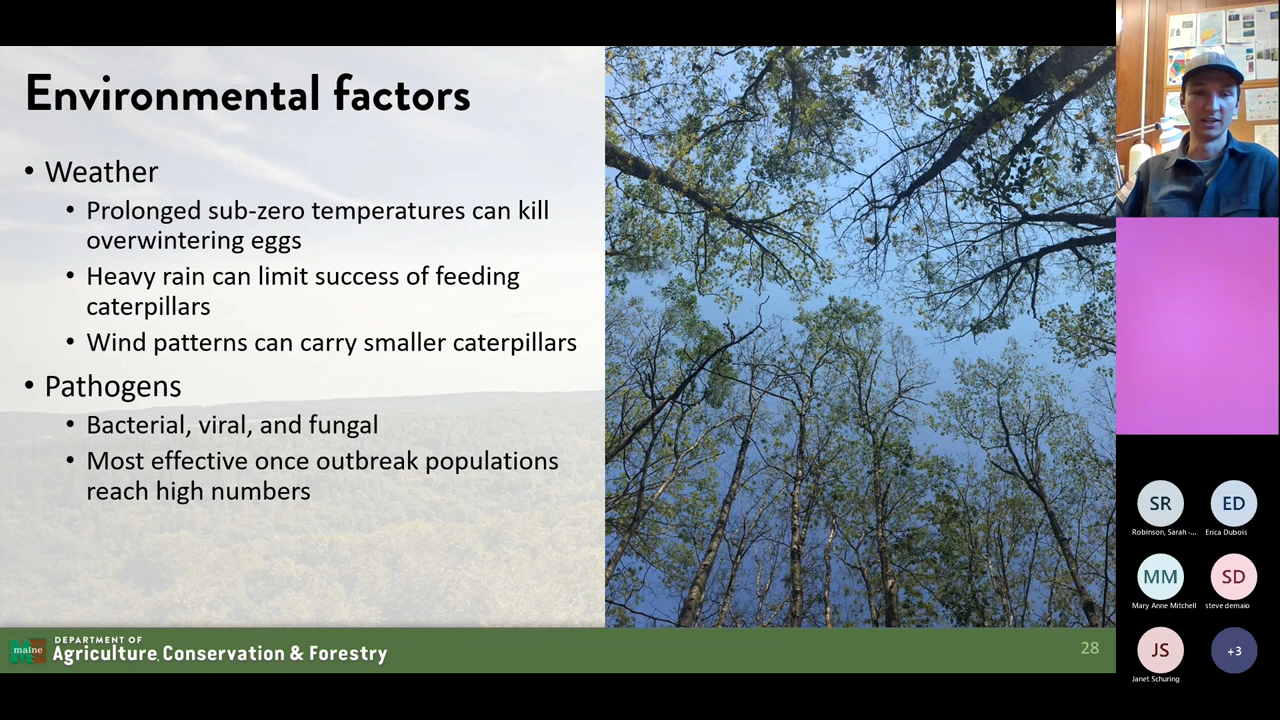 Environmental factors
• Weather
• Prolonged sub-zero temperatures can kill
overwintering eggs
• Heavy rain can limit success of feeding
caterpillars
• Wind patterns can carry smaller caterpillars
• Pathogens
• Bacterial, viral, and fungal
• Most effective once outbreak populations
reach high numbers
maine
DEPARTMENT OF
Agriculture, Conservation & Forestry
28
SR
Robinson, Sarah -...
ED
Erica Dubois
MM
Mary Anne Mitchell
SD
steve demaio
JS
Janet Schuring
+3